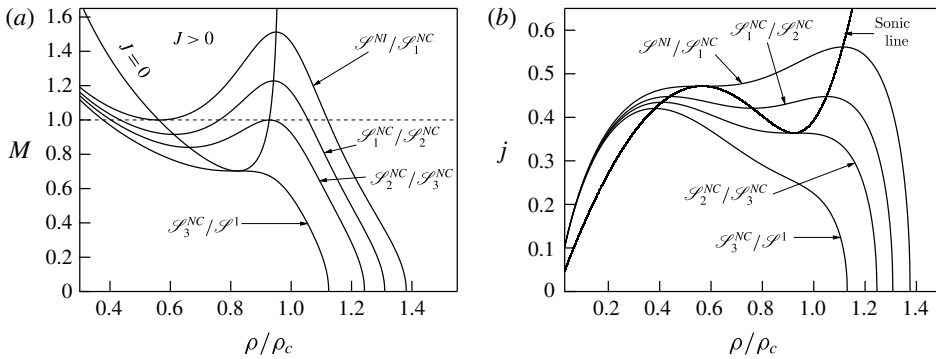 (a)
1.6
1.4
1.2
1.0
0.8
0.6
0.4
0.2
0
M
J = 0
J > 0
𝒮^{NI}/𝒮_1^{NC}
𝒮_1^{NC}/𝒮_2^{NC}
𝒮_2^{NC}/𝒮_3^{NC}
𝒮_3^{NC}/𝒮^1
0.4 0.6 0.8 1.0 1.2 1.4
ρ/ρ_c
(b)
0.6
0.5
0.4
0.3
0.2
0.1
0
j
𝒮^{NI}/𝒮_1^{NC}
𝒮_1^{NC}/𝒮_2^{NC}
Sonic
line
𝒮_2^{NC}/𝒮_3^{NC}
𝒮_3^{NC}/𝒮^1
0.2 0.4 0.6 0.8 1.0 1.2 1.4
ρ/ρ_c